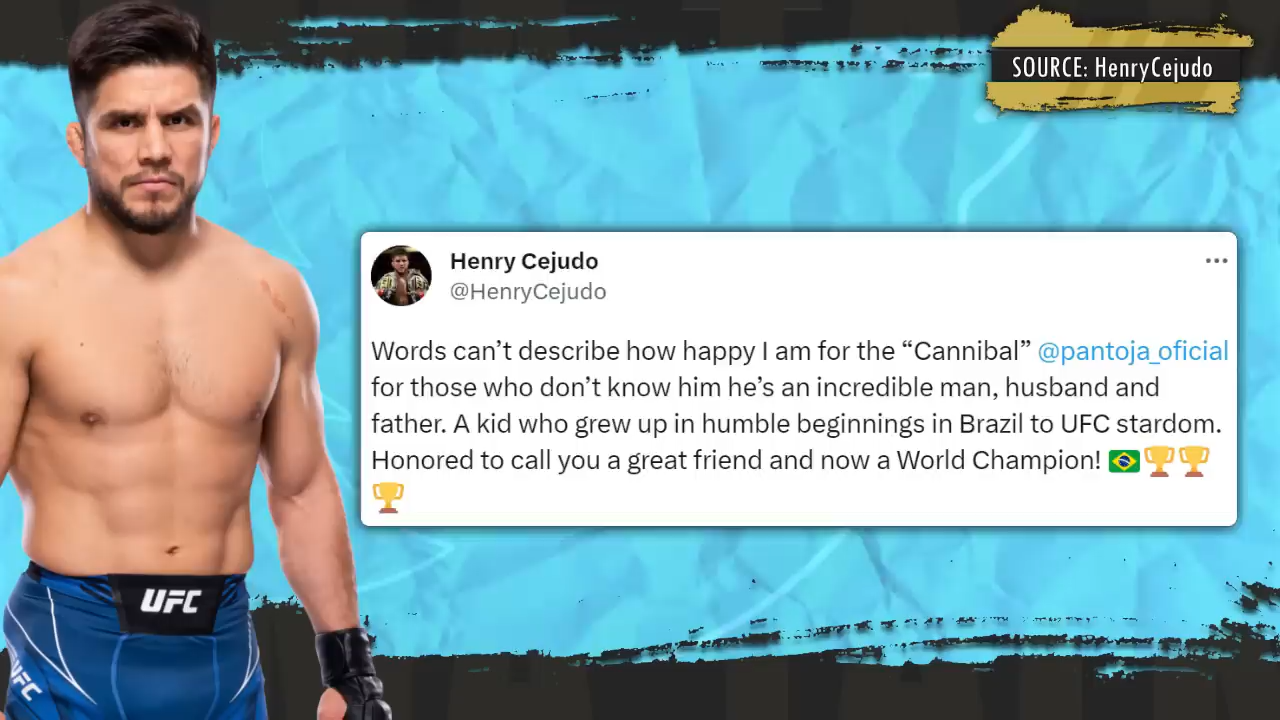 SOURCE: HenryCejudo
Henry Cejudo
@HenryCejudo
Words can’t describe how happy I am for the “Cannibal” @pantoja_oficial
for those who don’t know him he’s an incredible man, husband and
father. A kid who grew up in humble beginnings in Brazil to UFC stardom.
Honored to call you a great friend and now a World Champion! 🇧🇷🏆🏆
🏆
UFC
UFC